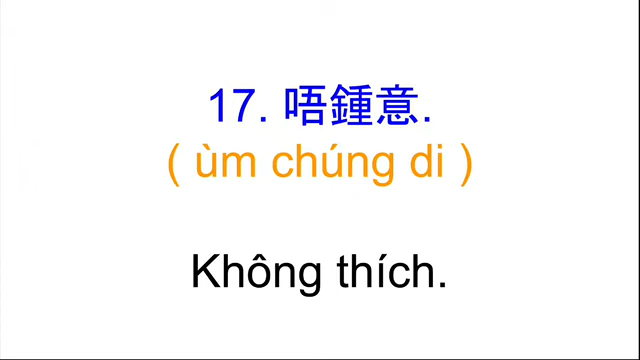 17. 唔鍾意.
( ùm chúng di )
Không thích.